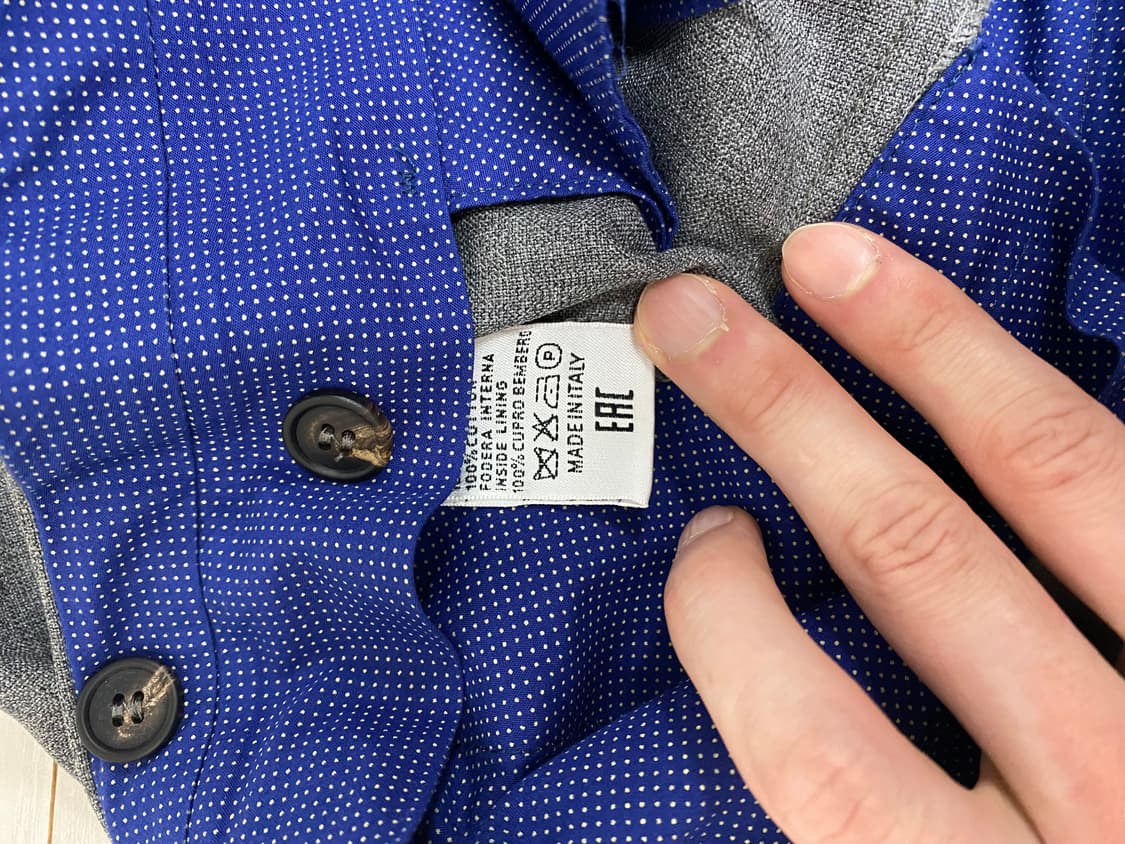 100% COTTON
FODERA INTERNA
INSIDE LINING
100% CUPRO BEMBERG
P
MADE IN ITALY
EAC